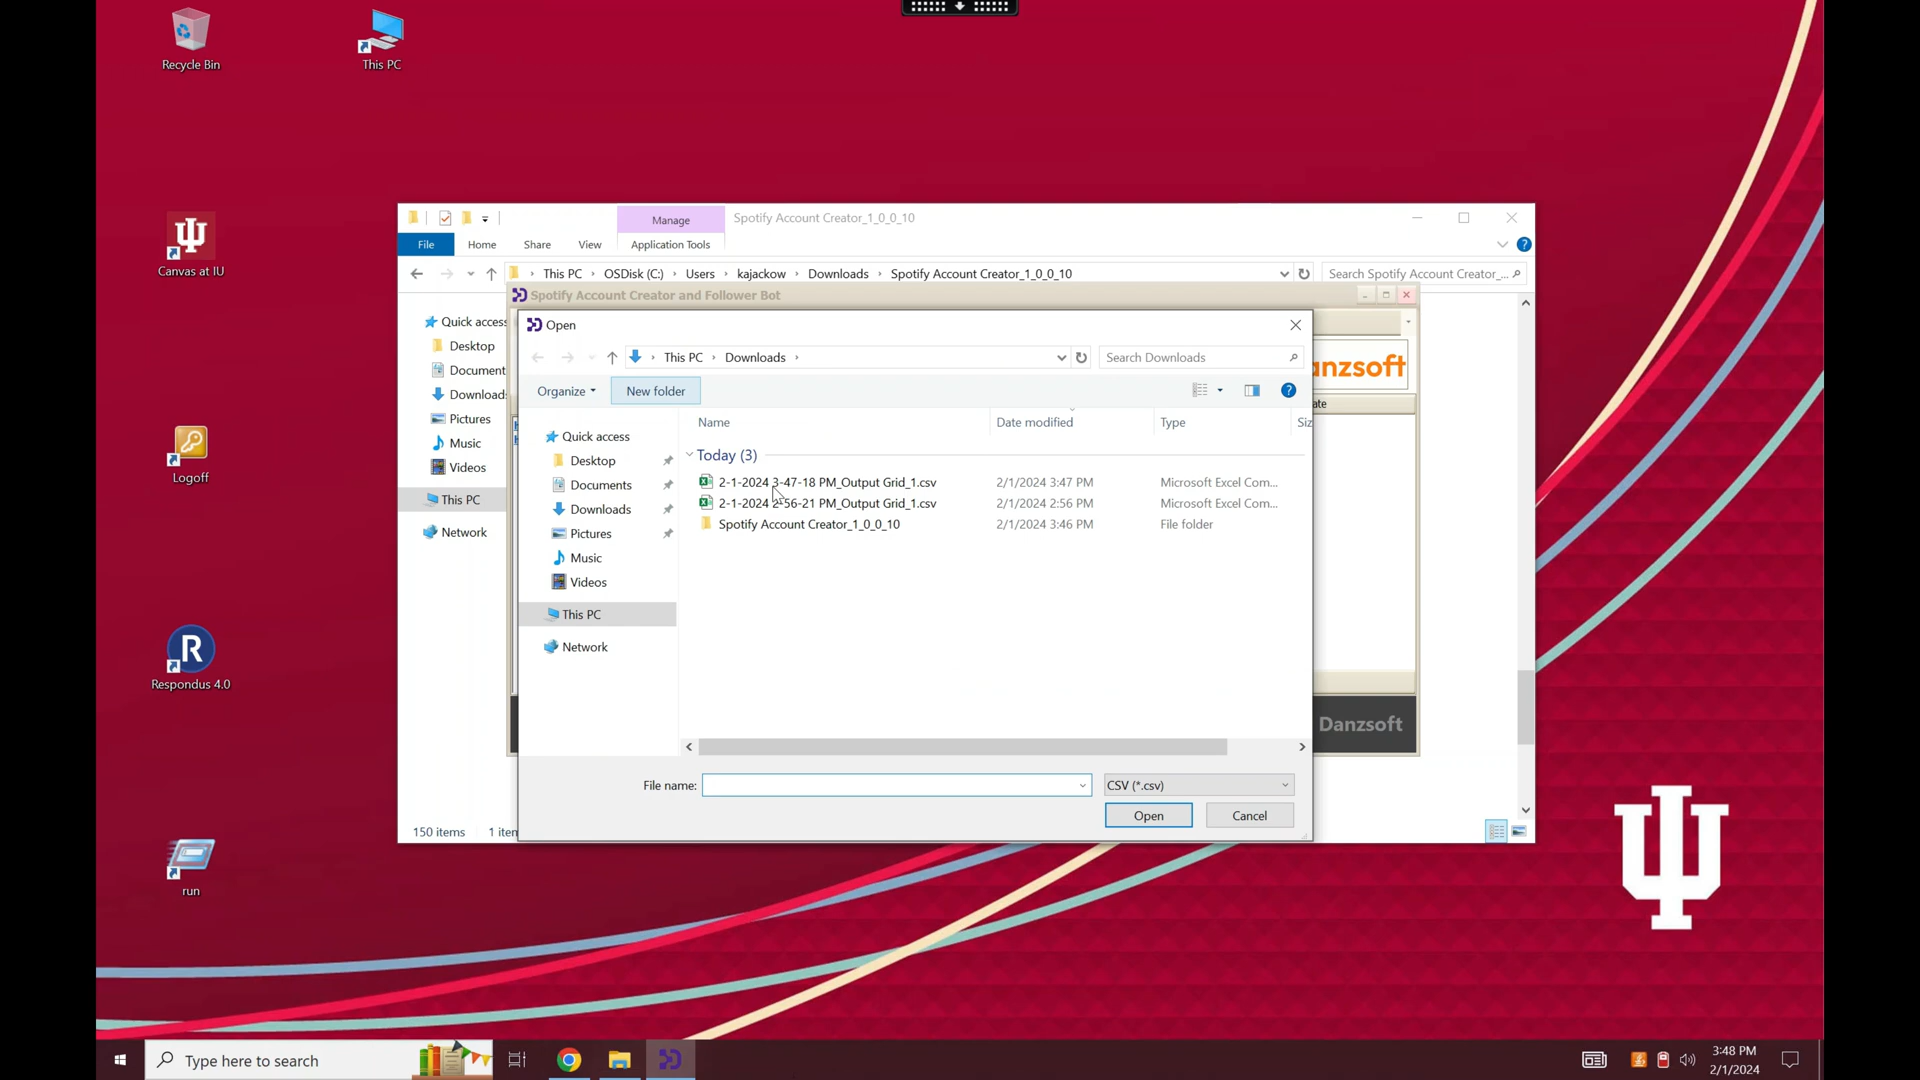 Recycle Bin
This PC
Canvas at IU
Logoff
Respondus 4.0
run
Manage
Spotify Account Creator_1_0_0_10
File Home Share View Application Tools
This PC > OSDisk (C:) > Users > kajackow > Downloads > Spotify Account Creator_1_0_0_10
Search Spotify Account Creator_...
Quick access
Desktop
Document
Downloads
Pictures
Music
Videos
This PC
Network
150 items
Spotify Account Creator and Follower Bot
anzsoft
Danzsoft
Open
This PC > Downloads >
Search Downloads
Organize New folder
Quick access
Desktop
Documents
Downloads
Pictures
Music
Videos
This PC
Network
Name Date modified Type
Today (3)
2-1-2024 3-47-18 PM_Output Grid_1.csv 2/1/2024 3:47 PM Microsoft Excel Com...
2-1-2024 2-56-21 PM_Output Grid_1.csv 2/1/2024 2:56 PM Microsoft Excel Com...
Spotify Account Creator_1_0_0_10 2/1/2024 3:46 PM File folder
File name:
CSV (*.csv)
Open Cancel
Type here to search
3:48 PM
2/1/2024